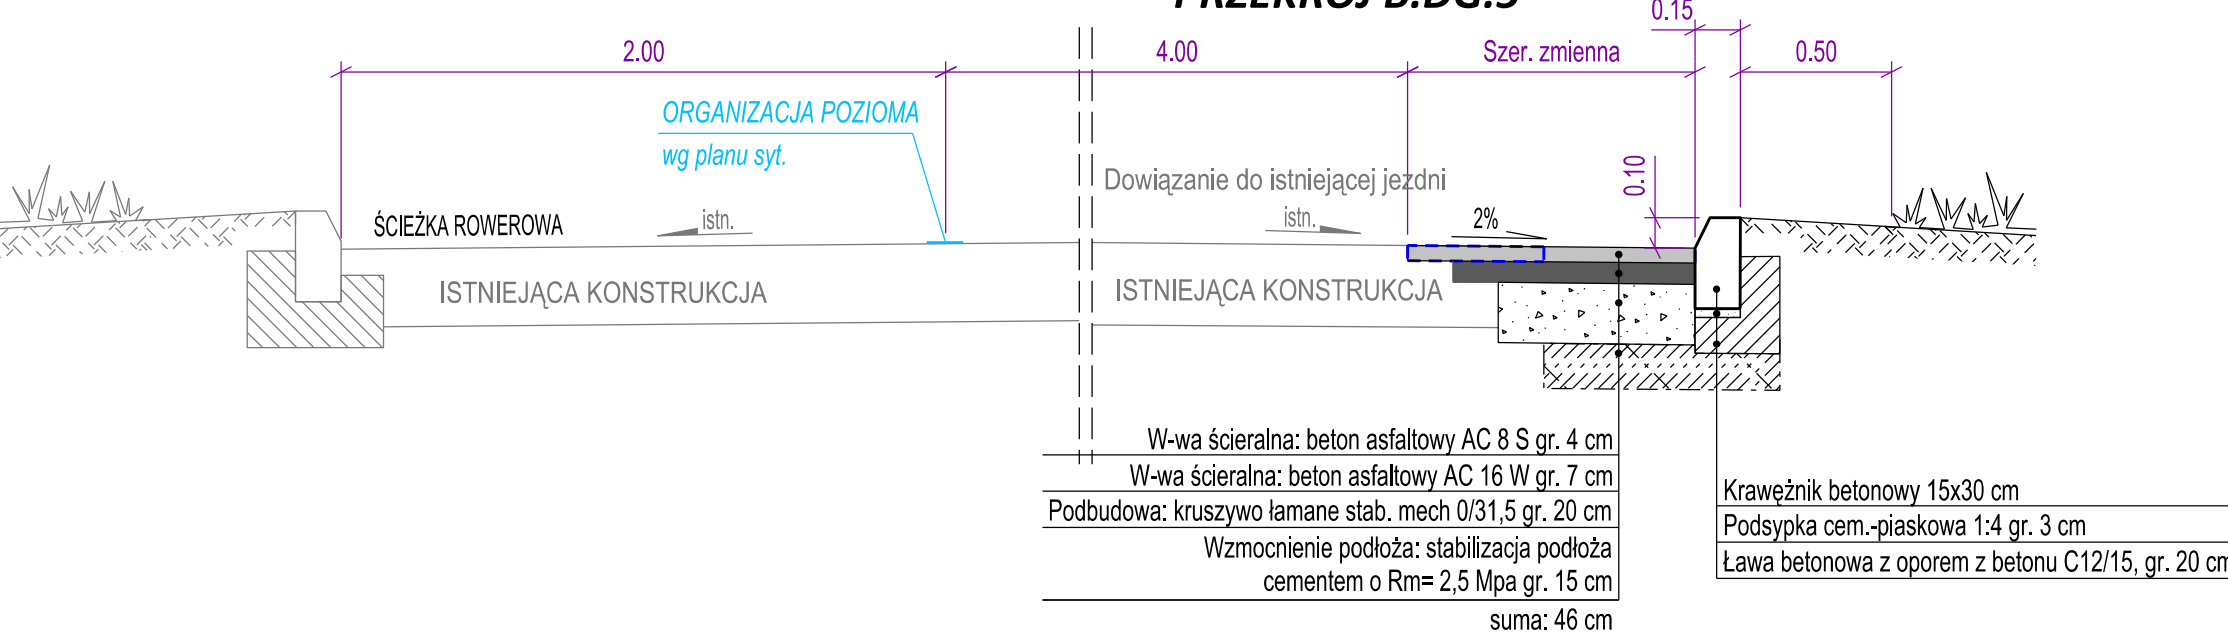 PRZEKRÓJ B.DG.3
0.15
2.00
4.00
Szer. zmienna
0.50
ORGANIZACJA POZIOMA
wg planu syt.
0.10
Dowiązanie do istniejącej jezdni
ŚCIEŻKA ROWEROWA
istn.
istn.
2%
ISTNIEJĄCA KONSTRUKCJA
ISTNIEJĄCA KONSTRUKCJA
W-wa ścieralna: beton asfaltowy AC 8 S gr. 4 cm
W-wa ścieralna: beton asfaltowy AC 16 W gr. 7 cm
Podbudowa: kruszywo łamane stab. mech 0/31,5 gr. 20 cm
Wzmocnienie podłoża: stabilizacja podłoża
cementem o Rm= 2,5 Mpa gr. 15 cm
suma: 46 cm
Krawężnik betonowy 15x30 cm
Podsypka cem.-piaskowa 1:4 gr. 3 cm
Ława betonowa z oporem z betonu C12/15, gr. 20 cm